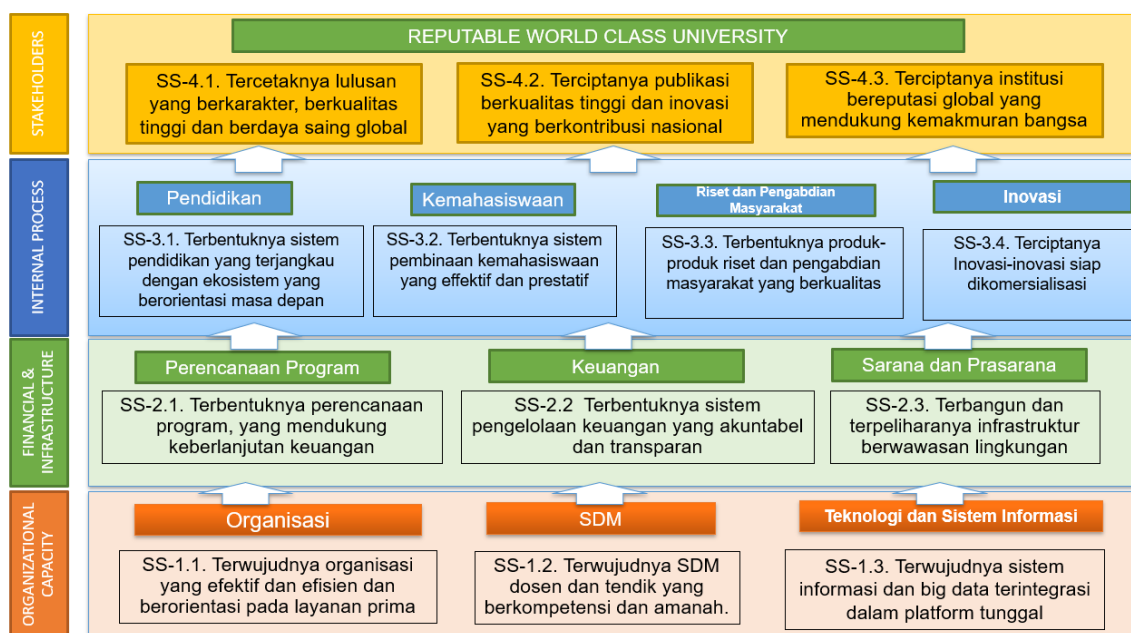 STAKEHOLDERS
REPUTABLE WORLD CLASS UNIVERSITY
SS-4.1. Tercetaknya lulusan
yang berkarakter, berkualitas
tinggi dan berdaya saing global
SS-4.2. Terciptanya publikasi
berkualitas tinggi dan inovasi
yang berkontribusi nasional
SS-4.3. Terciptanya institusi
bereputasi global yang
mendukung kemakmuran bangsa
INTERNAL PROCESS
Pendidikan
SS-3.1. Terbentuknya sistem
pendidikan yang terjangkau
dengan ekosistem yang
berorientasi masa depan
Kemahasiswaan
SS-3.2. Terbentuknya sistem
pembinaan kemahasiswaan
yang effektif dan prestatif
Riset dan Pengabdian
Masyarakat
SS-3.3. Terbentuknya produk-
produk riset dan pengabdian
masyarakat yang berkualitas
Inovasi
SS-3.4. Terciptanya
Inovasi-inovasi siap
dikomersialisasi
FINANCIAL &
INFRASTRUCTURE
Perencanaan Program
SS-2.1. Terbentuknya perencanaan
program, yang mendukung
keberlanjutan keuangan
Keuangan
SS-2.2 Terbentuknya sistem
pengelolaan keuangan yang akuntabel
dan transparan
Sarana dan Prasarana
SS-2.3. Terbangun dan
terpeliharanya infrastruktur
berwawasan lingkungan
ORGANIZATIONAL
CAPACITY
Organisasi
SS-1.1. Terwujudnya organisasi
yang efektif dan efisien dan
berorientasi pada layanan prima
SDM
SS-1.2. Terwujudnya SDM
dosen dan tendik yang
berkompetensi dan amanah.
Teknologi dan Sistem Informasi
SS-1.3. Terwujudnya sistem
informasi dan big data terintegrasi
dalam platform tunggal